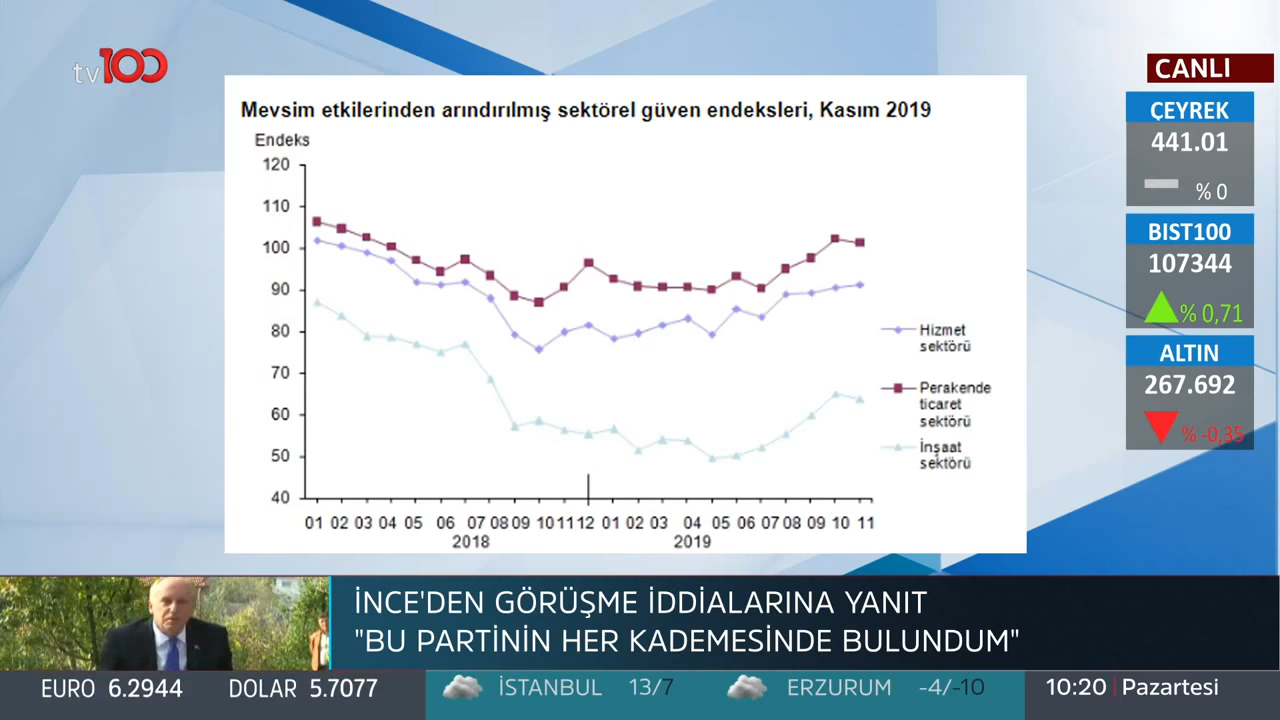 tv100
CANLI
Mevsim etkilerinden arındırılmış sektörel güven endeksleri, Kasım 2019
Endeks
120
110
100
90
80
70
60
50
40
01 02 03 04 05 06 07 08 09 10 11 12 01 02 03 04 05 06 07 08 09 10 11
2018 2019
Hizmet
sektörü
Perakende
ticaret
sektörü
İnşaat
sektörü
ÇEYREK
441.01
% 0
BIST100
107344
% 0,71
ALTIN
267.692
% -0,35
İNCE'DEN GÖRÜŞME İDDİALARINA YANIT
"BU PARTİNİN HER KADEMESİNDE BULUNDUM"
EURO 6.2944 DOLAR 5.7077 İSTANBUL 13/7 ERZURUM -4/-10 10:20 Pazartesi